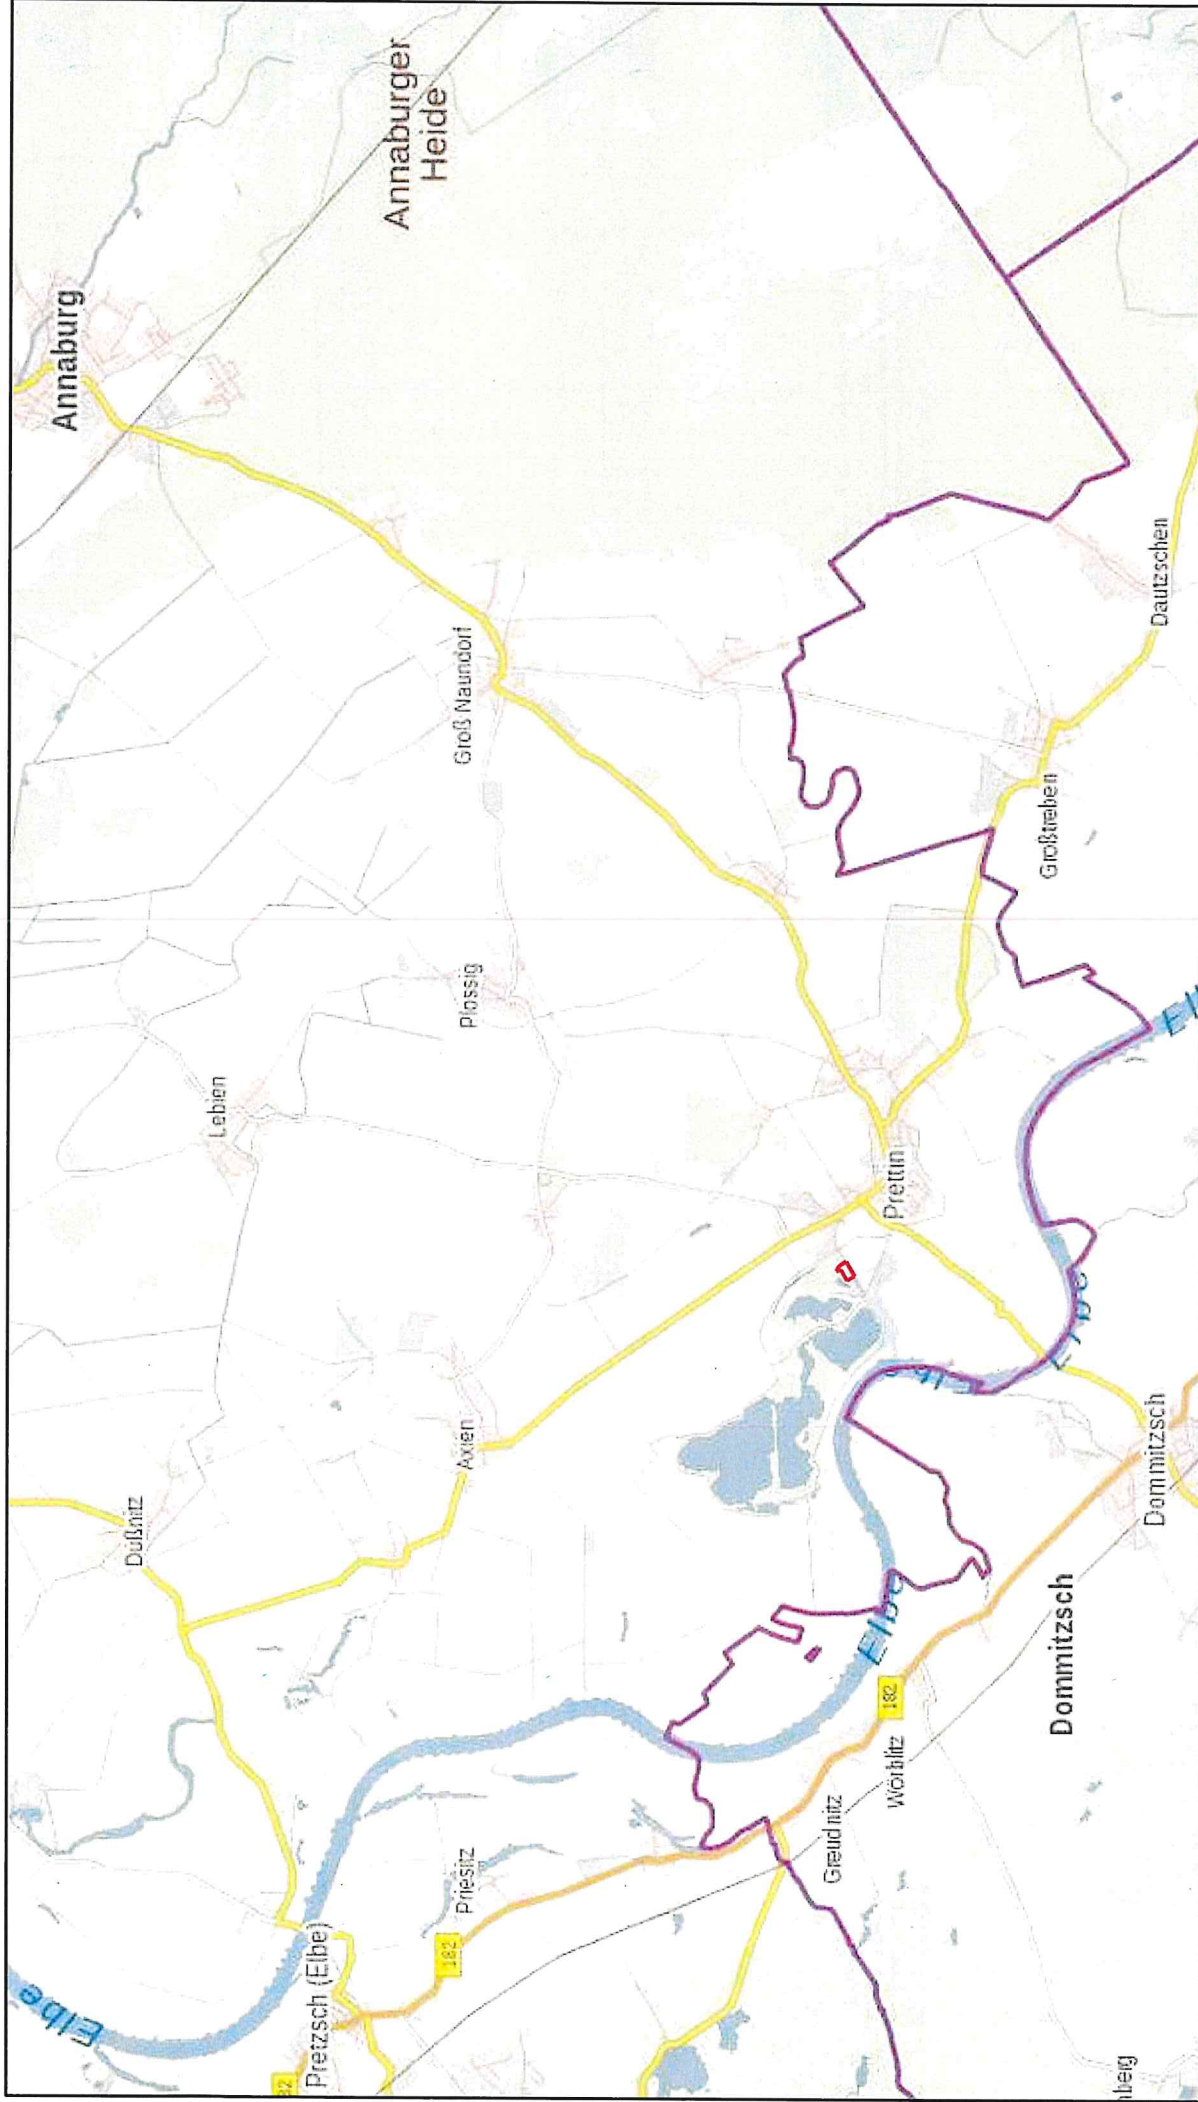 Elbe
Annaburg
Dußnitz
Lebien
82
Pretzsch (Elbe)
Annaburger
Heide
182
Priesitz
Axien
Plossig
Groß Naundorf
Greudnitz
Wörblitz
182
Elbe
Prettin
Elbe
Großtreben
Dommitzsch
Elbe
Dommitzsch
Dautzschen